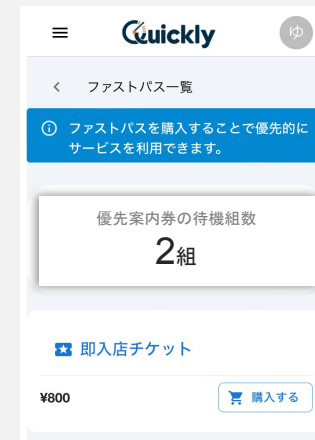 Quickly
ゆ
ファストパス一覧
ファストパスを購入することで優先的に
サービスを利用できます。
優先案内券の待機組数
2組
即入店チケット
¥800
購入する